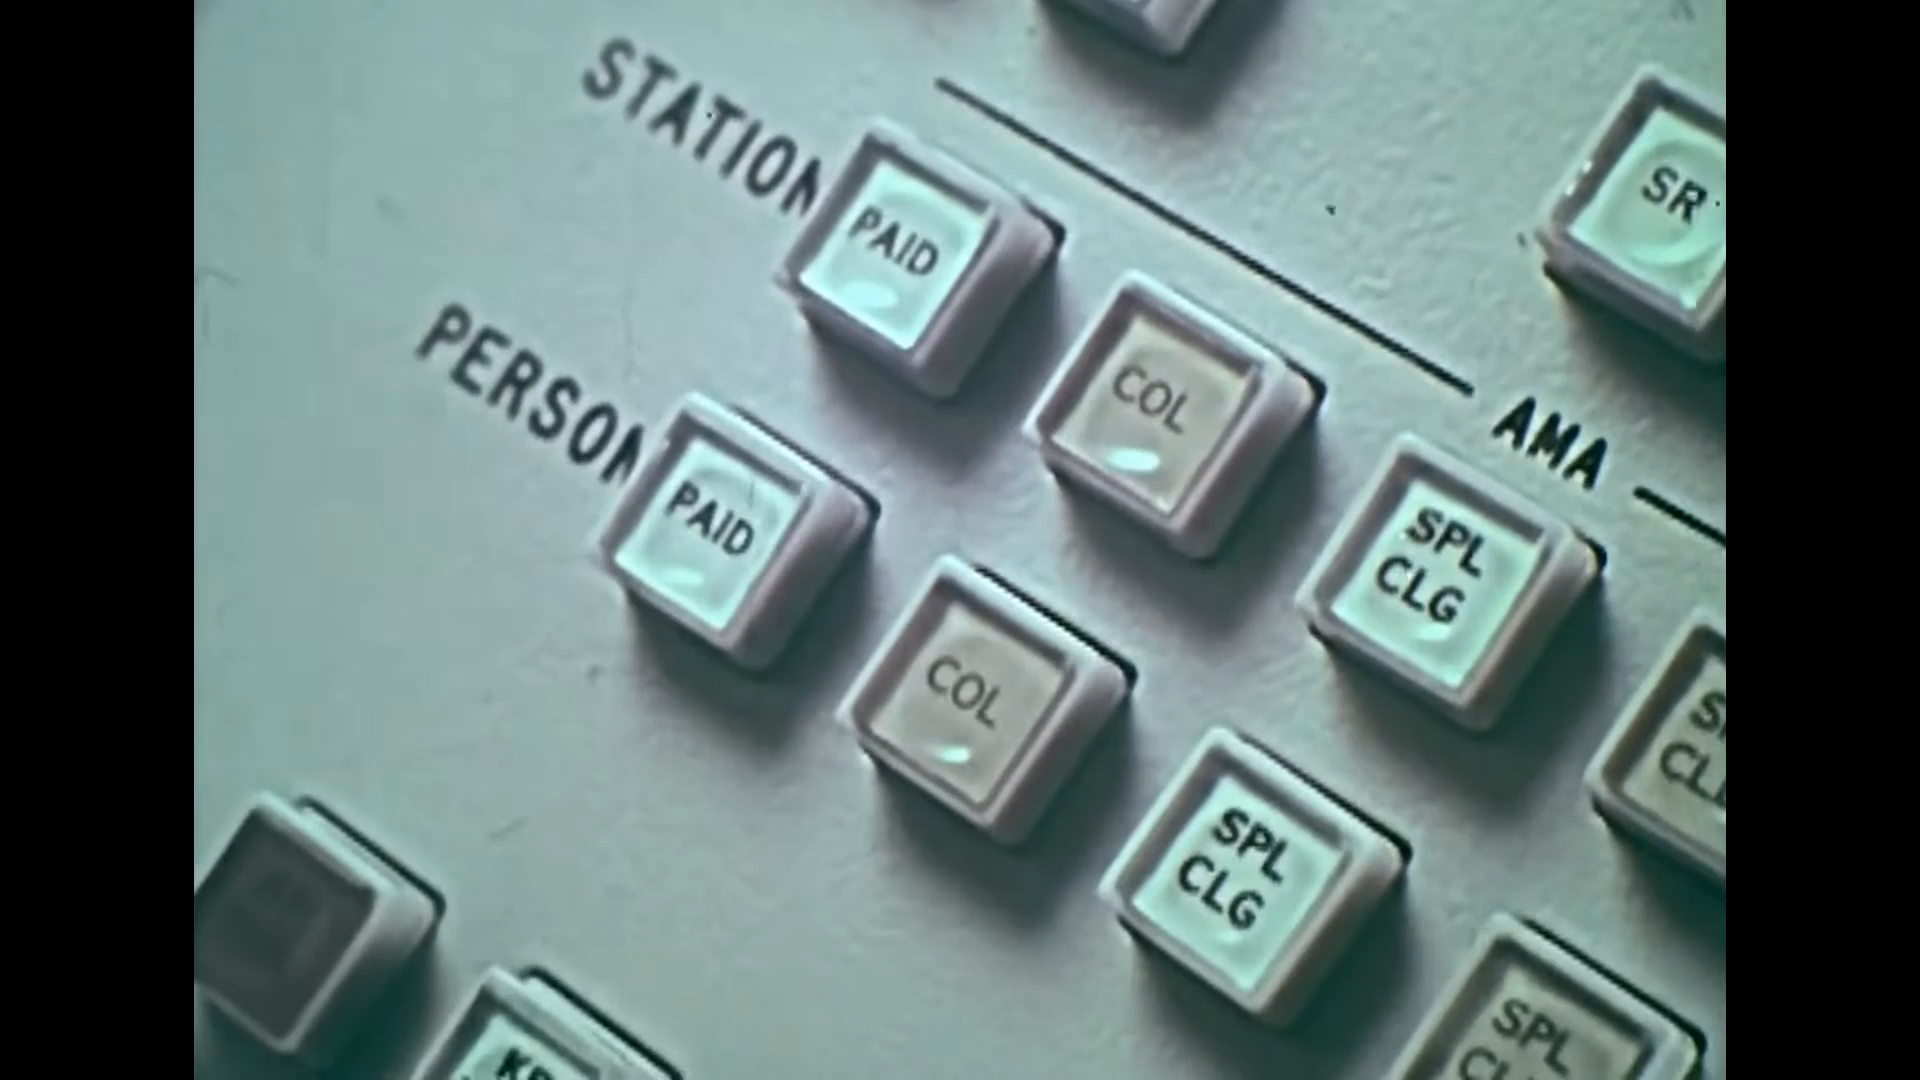 STATION
PAID
COL
SPL
CLG
AMA
SR
PERSON
PAID
COL
SPL
CLG
SPL